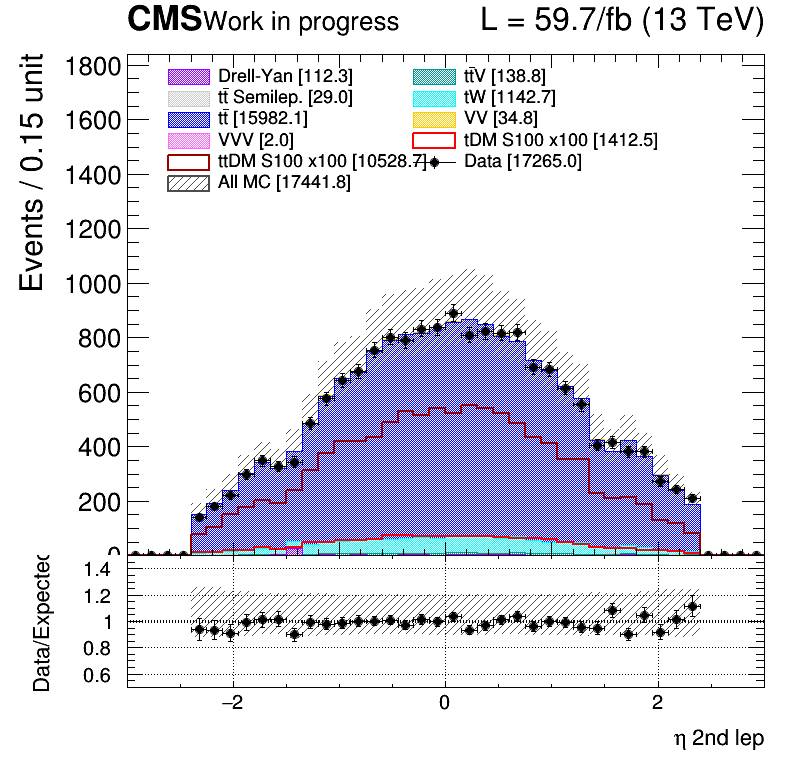 CMS Work in progress L = 59.7/fb (13 TeV)
Events / 0.15 unit
1800
1600
1400
1200
1000
800
600
400
200
0
Drell-Yan [112.3] tt̄V [138.8]
tt̄ Semilep. [29.0] tW [1142.7]
tt̄ [15982.1] VV [34.8]
VVV [2.0] tDM S100 x100 [1412.5]
ttDM S100 x100 [10528.7] Data [17265.0]
All MC [17441.8]
Data/Expected
1.4
1.2
1
0.8
0.6
−2 0 2
η 2nd lep